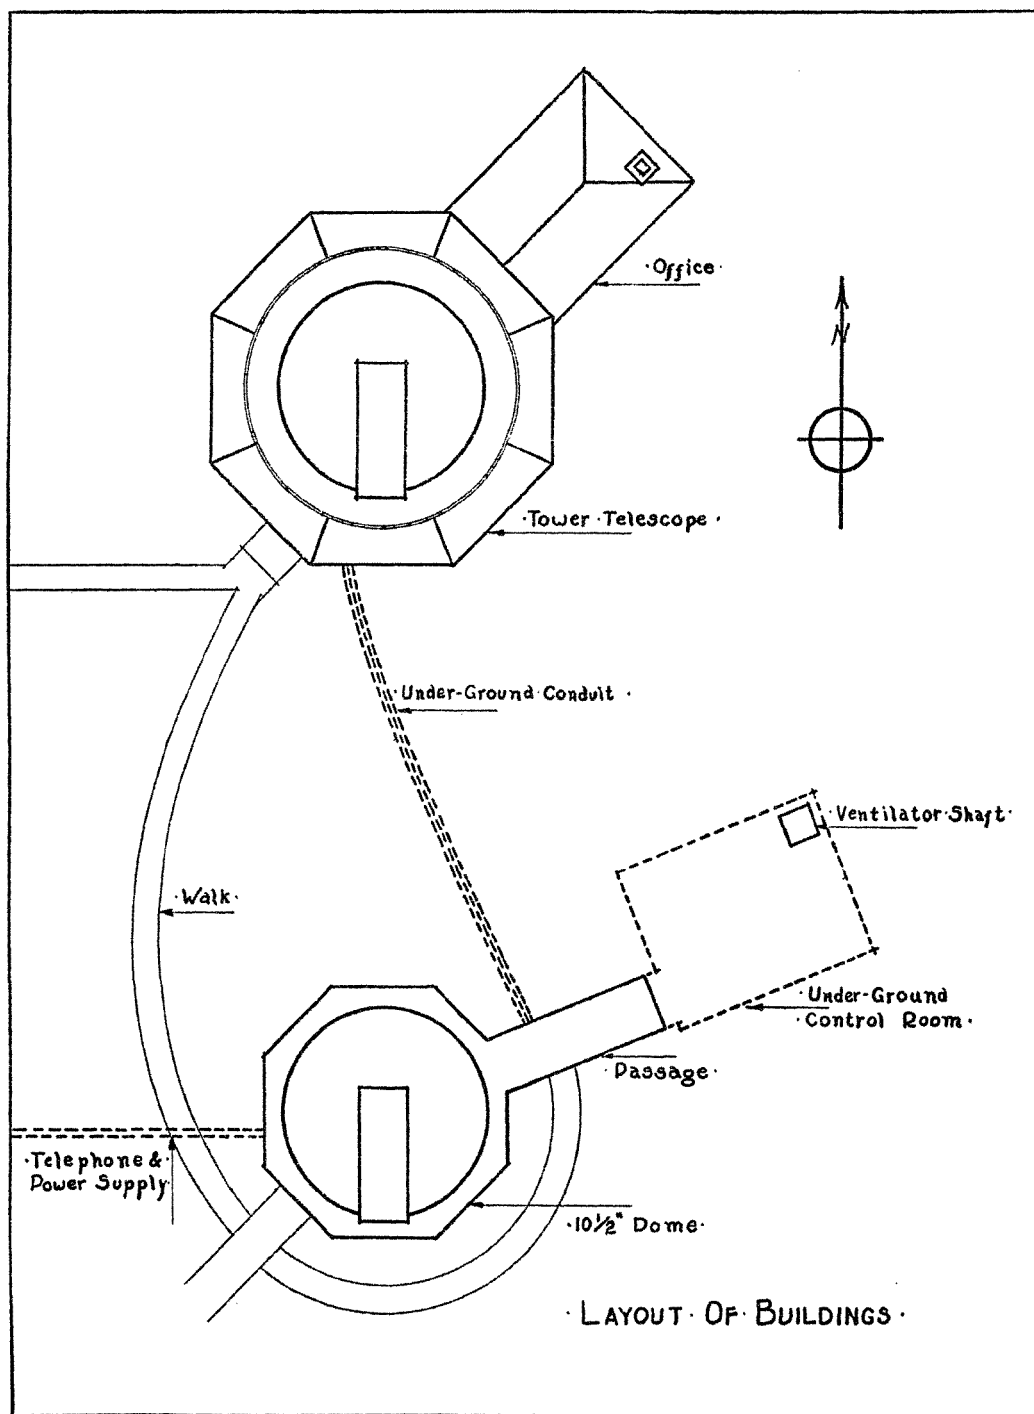 ·Office·
N
·Tower·Telescope·
·Under-Ground·Conduit·
·Ventilator·Shaft·
·Walk·
·Under-Ground
·Control Room·
·Passage·
·Telephone &·
Power Supply·
·10½" Dome·
·LAYOUT·OF·BUILDINGS·